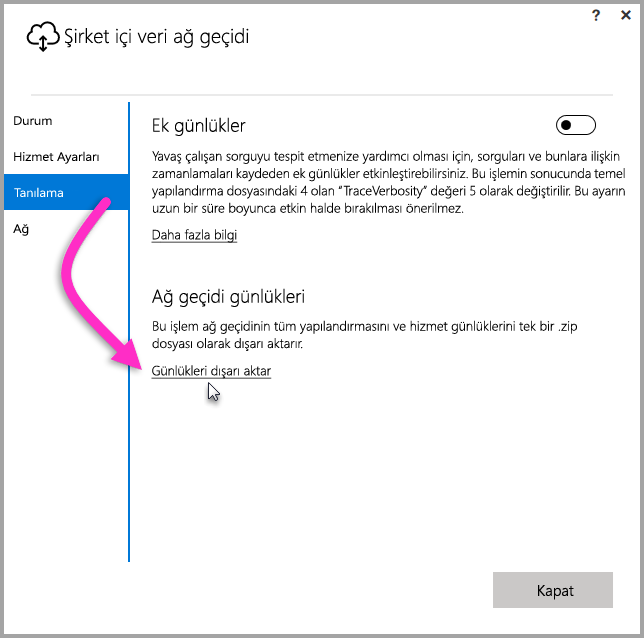 ? ×
Şirket içi veri ağ geçidi
Durum
Hizmet Ayarları
Tanılama
Ağ
Ek günlükler
Yavaş çalışan sorguyu tespit etmenize yardımcı olması için, sorguları ve bunlara ilişkin
zamanlamaları kaydeden ek günlükler etkinleştirebilirsiniz. Bu işlemin sonucunda temel
yapılandırma dosyasındaki 4 olan "TraceVerbosity" değeri 5 olarak değiştirilir. Bu ayarın
uzun bir süre boyunca etkin halde bırakılması önerilmez.
Daha fazla bilgi
Ağ geçidi günlükleri
Bu işlem ağ geçidinin tüm yapılandırmasını ve hizmet günlüklerini tek bir .zip
dosyası olarak dışarı aktarır.
Günlükleri dışarı aktar
Kapat